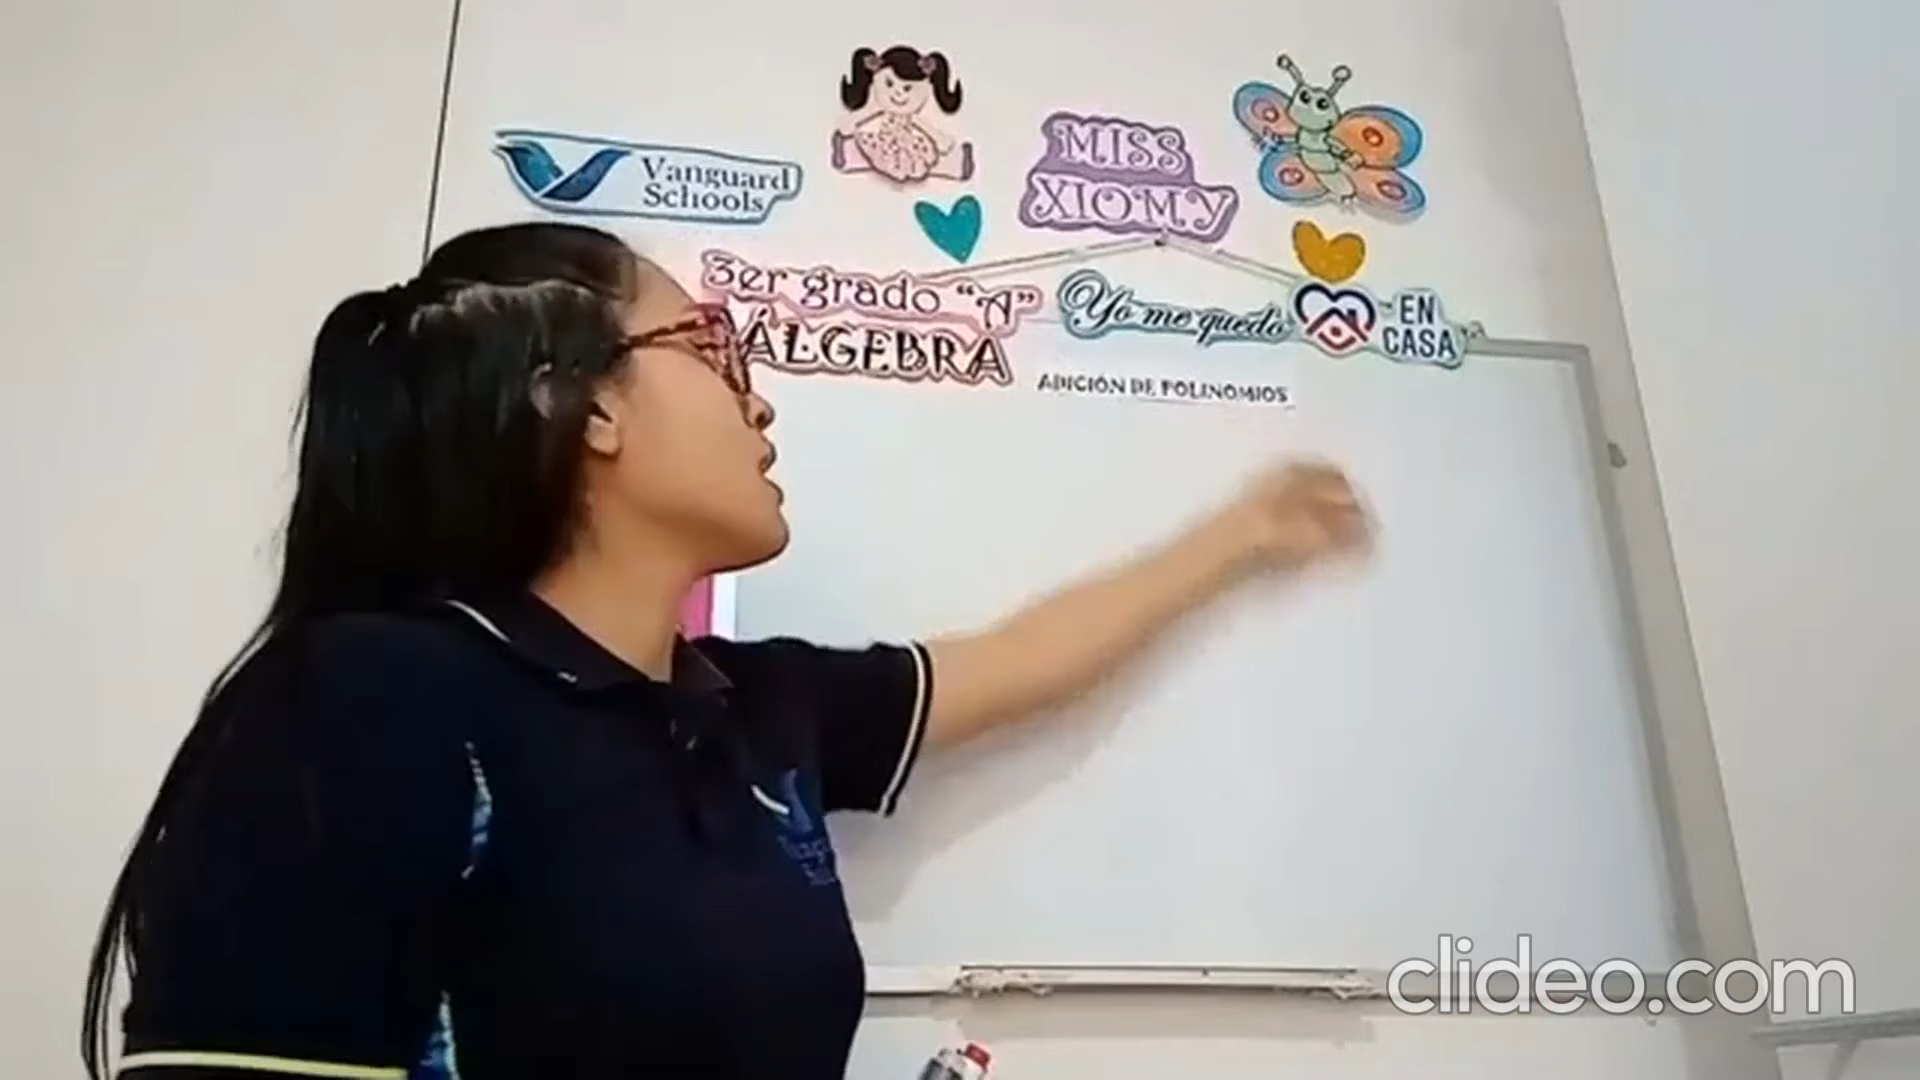 Vanguard
Schools
MISS
XIOMY
3er grado "A"
ÁLGEBRA
Yo me quedo
EN
CASA
ADICIÓN DE POLINOMIOS
clideo.com